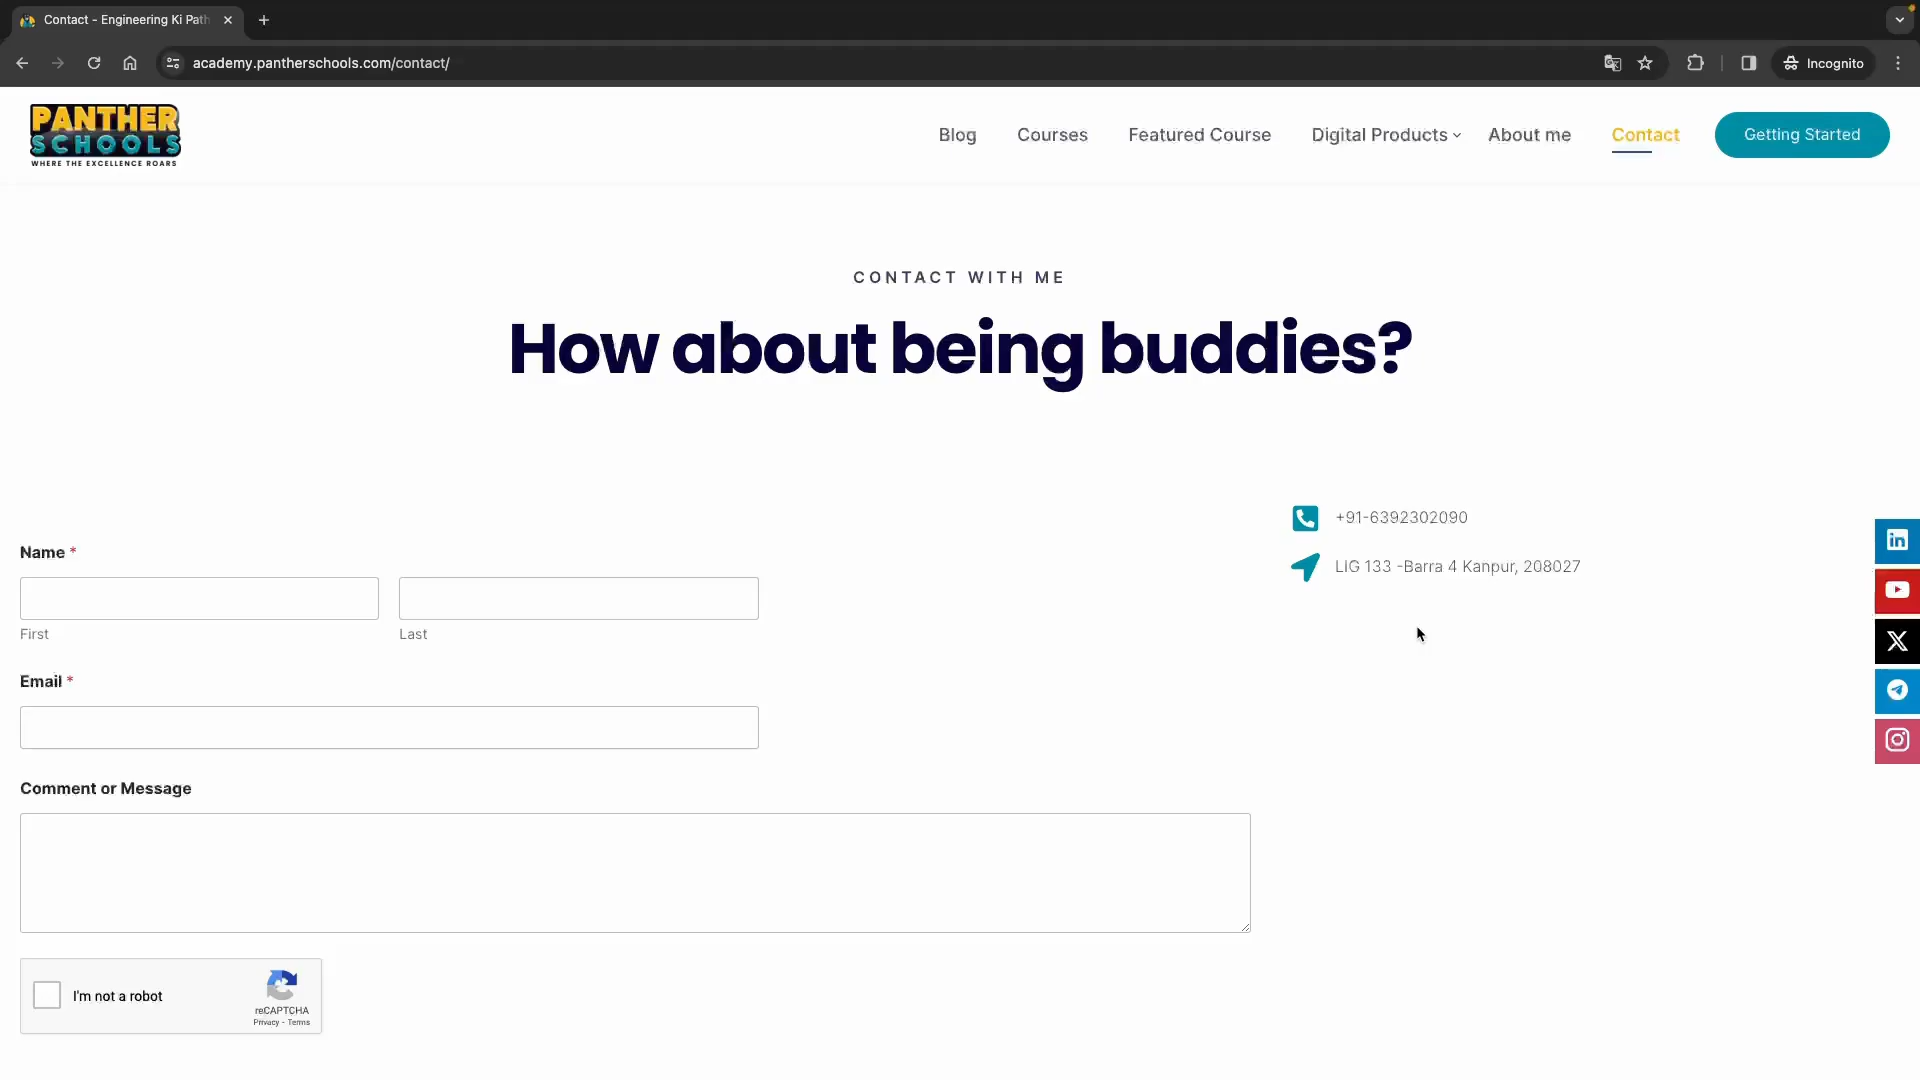 Contact - Engineering Ki Path
academy.pantherschools.com/contact/
Incognito
PANTHER
SCHOOLS
WHERE THE EXCELLENCE ROARS
Blog
Courses
Featured Course
Digital Products
About me
Contact
Getting Started
CONTACT WITH ME
How about being buddies?
+91-6392302090
LIG 133 -Barra 4 Kanpur, 208027
Name *
First
Last
Email *
Comment or Message
I'm not a robot
reCAPTCHA
Privacy - Terms